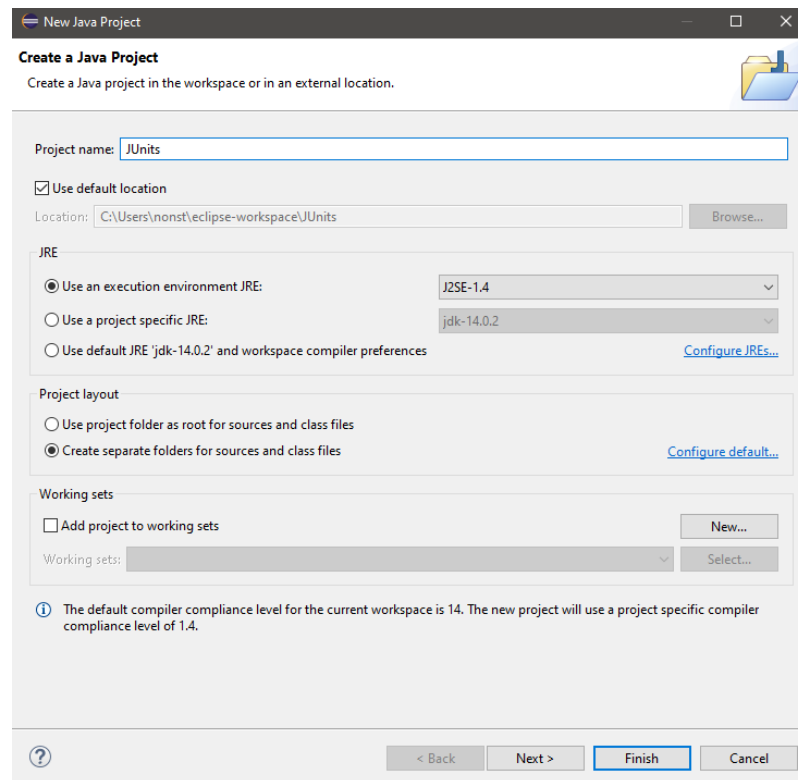 New Java Project
Create a Java Project
Create a Java project in the workspace or in an external location.
Project name: JUnits
Use default location
Location: C:\Users\nonst\eclipse-workspace\JUnits Browse...
JRE
Use an execution environment JRE: J2SE-1.4
Use a project specific JRE: jdk-14.0.2
Use default JRE 'jdk-14.0.2' and workspace compiler preferences Configure JREs...
Project layout
Use project folder as root for sources and class files
Create separate folders for sources and class files Configure default...
Working sets
Add project to working sets New...
Working sets: Select...
The default compiler compliance level for the current workspace is 14. The new project will use a project specific compiler
compliance level of 1.4.
? < Back Next > Finish Cancel